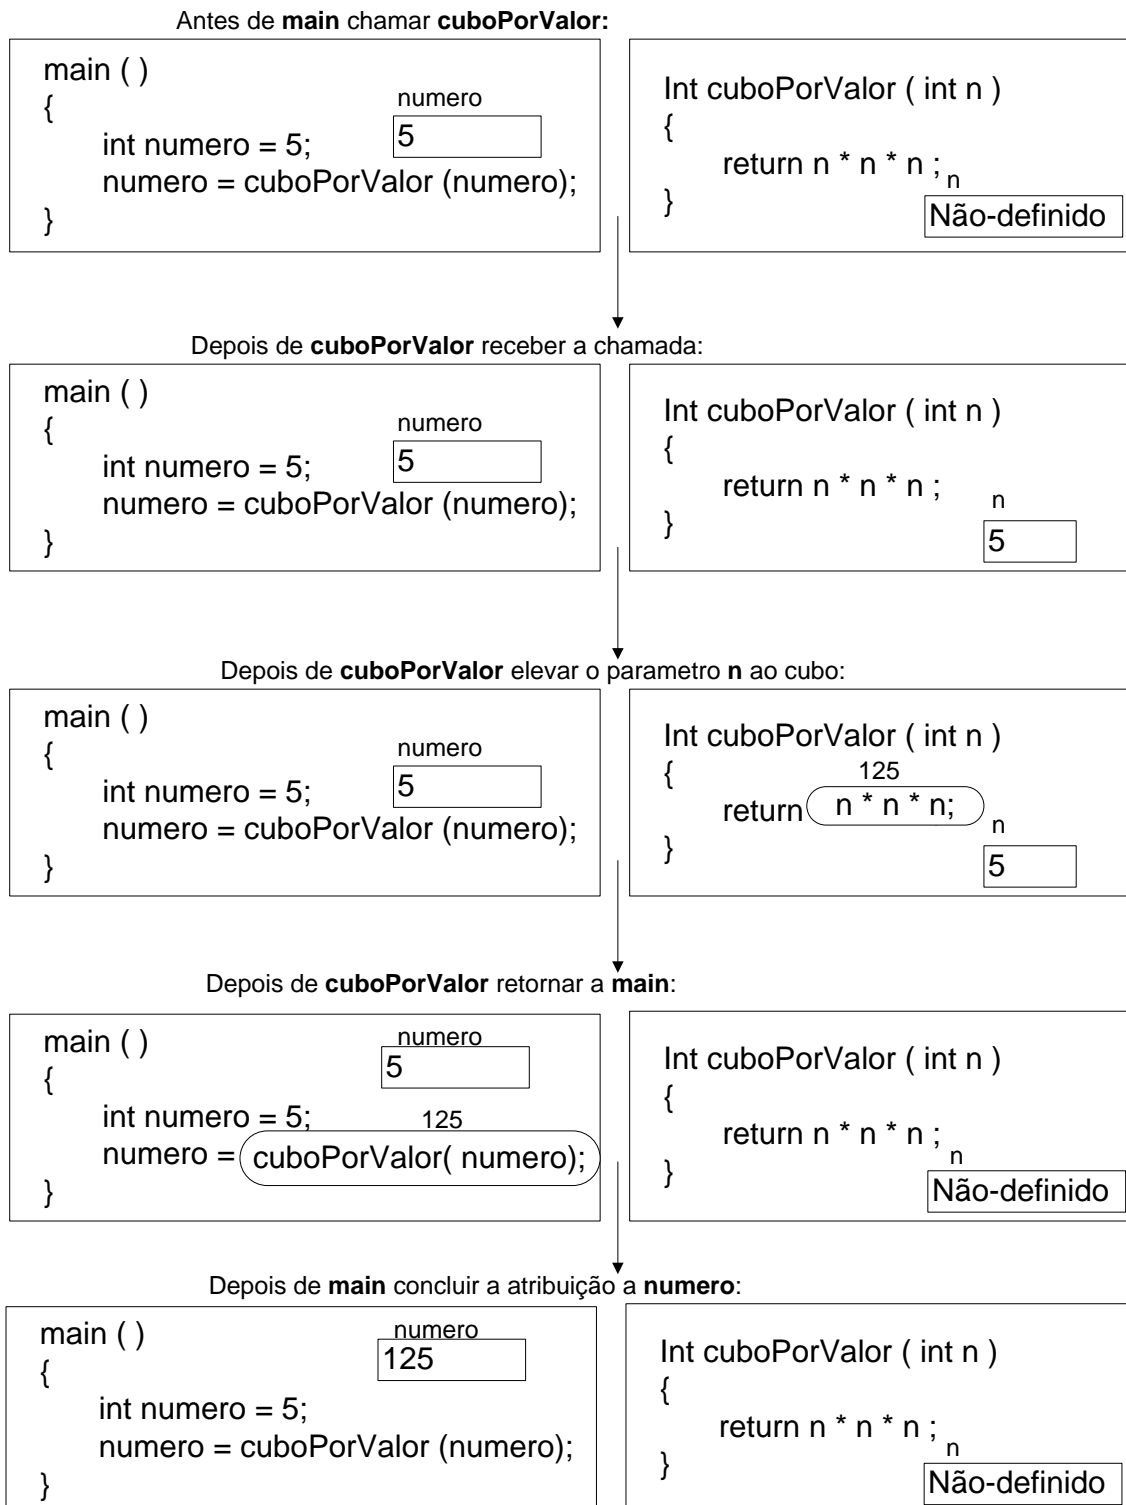 Antes de main chamar cuboPorValor:
main ( )
{
numero
5
int numero = 5;
numero = cuboPorValor (numero);
}
Int cuboPorValor ( int n )
{
return n * n * n ;
n
}
Não-definido
Depois de cuboPorValor receber a chamada:
main ( )
{
numero
5
int numero = 5;
numero = cuboPorValor (numero);
}
Int cuboPorValor ( int n )
{
return n * n * n ;
n
}
5
Depois de cuboPorValor elevar o parametro n ao cubo:
main ( )
{
numero
5
int numero = 5;
numero = cuboPorValor (numero);
}
Int cuboPorValor ( int n )
{
125
return n * n * n;
n
}
5
Depois de cuboPorValor retornar a main:
main ( )
numero
{
5
int numero = 5;
125
numero = cuboPorValor( numero);
}
Int cuboPorValor ( int n )
{
return n * n * n ;
n
}
Não-definido
Depois de main concluir a atribuição a numero:
main ( )
numero
{
125
int numero = 5;
numero = cuboPorValor (numero);
}
Int cuboPorValor ( int n )
{
return n * n * n ;
n
}
Não-definido